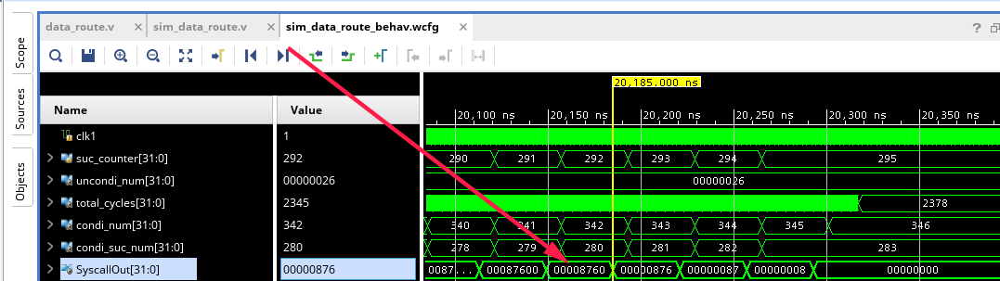 data_route.v
sim_data_route.v
sim_data_route_behav.wcfg
?
Scope
Sources
Objects
Name
Value
20,185.000 ns
20,100 ns
20,150 ns
20,200 ns
20,250 ns
20,300 ns
20,350 ns
clk1
1
suc_counter[31:0]
292
290
291
292
293
294
295
uncondi_num[31:0]
00000026
00000026
total_cycles[31:0]
2345
2378
condi_num[31:0]
342
340
341
342
343
344
345
346
condi_suc_num[31:0]
280
278
279
280
281
282
283
SyscallOut[31:0]
00000876
0087...
00087600
00008760
00000876
00000087
00000008
00000000